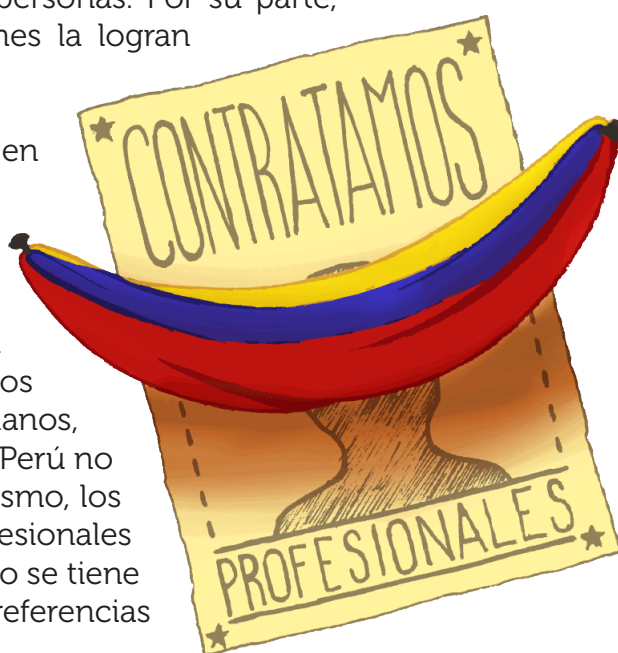 personas. Por su parte,
nes la logran
en
os
anos,
Perú no
smo, los
esionales
o se tiene
referencias
CONTRATAMOS
PROFESIONALES